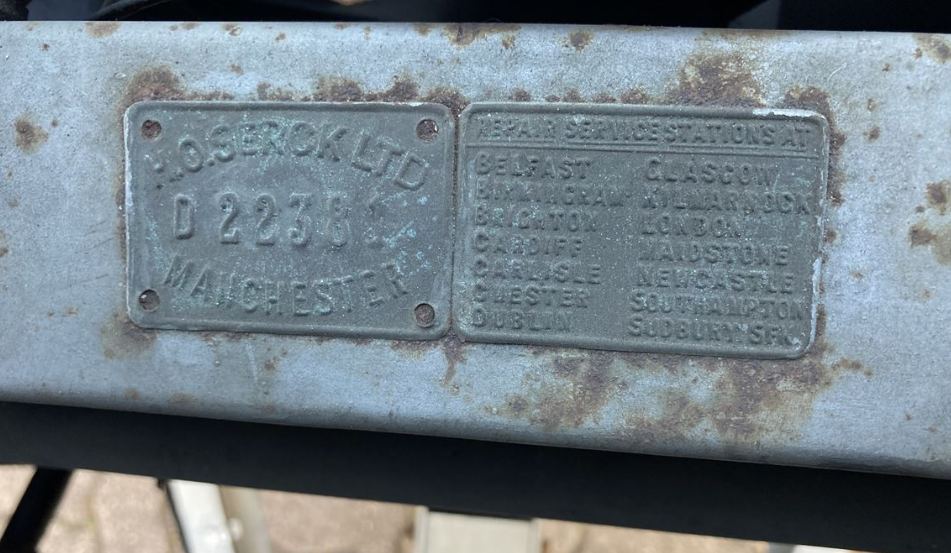 H.O.SERCK LTD
D 2238
MANCHESTER
REPAIR SERVICE STATIONS AT
BELFAST
BIRMINGHAM
BRIGHTON
CARDIFF
CARLISLE
CHESTER
DUBLIN
GLASGOW
KILMARNOCK
LONDON
MAIDSTONE
NEWCASTLE
SOUTHAMPTON
SUDBURY. SFK.